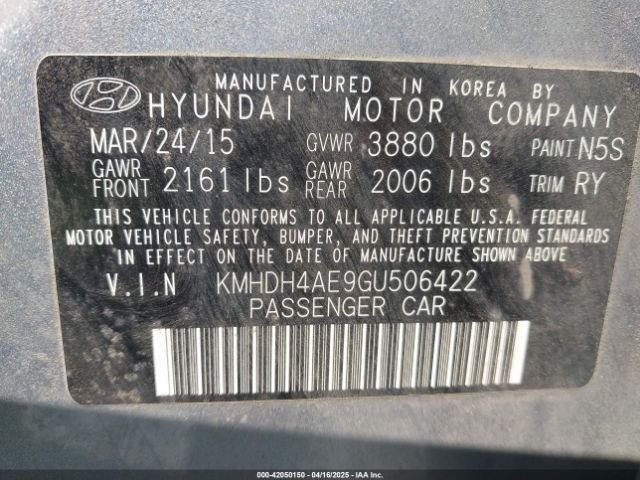 MANUFACTURED IN KOREA BY
HYUNDAI MOTOR COMPANY
MAR/24/15 GVWR 3880 lbs PAINT N5S
GAWR FRONT 2161 lbs GAWR REAR 2006 lbs TRIM RY
THIS VEHICLE CONFORMS TO ALL APPLICABLE U.S.A. FEDERAL
MOTOR VEHICLE SAFETY, BUMPER, AND THEFT PREVENTION STANDARDS
IN EFFECT ON THE DATE OF MANUFACTURE SHOWN ABOVE
V.I.N KMHDH4AE9GU506422
PASSENGER CAR
000-42050150 - 04/16/2025 - IAAI.COM